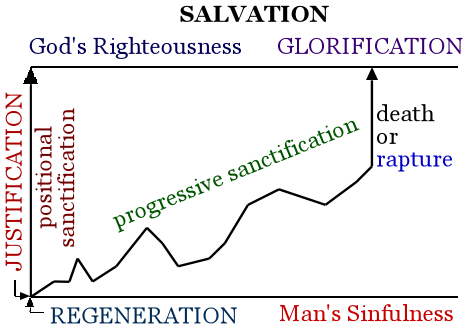 SALVATION
God's Righteousness
GLORIFICATION
JUSTIFICATION
positional
sanctification
progressive sanctification
death
or
rapture
REGENERATION
Man's Sinfulness